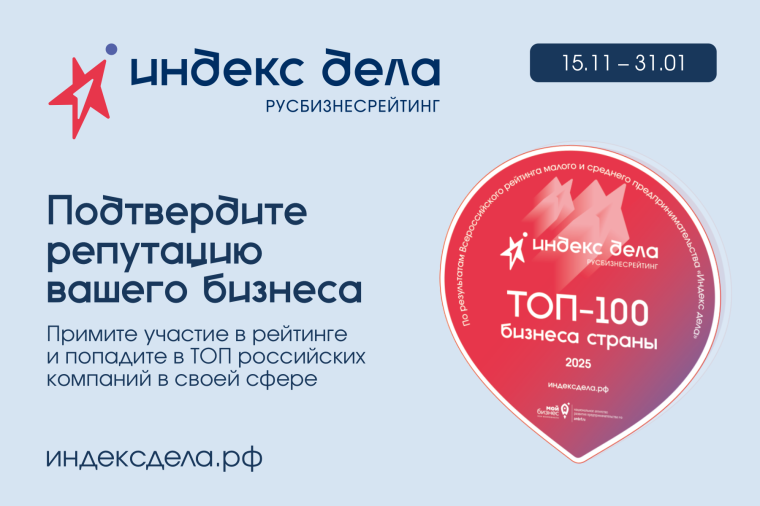 индекс дела
РУСБИЗНЕСРЕЙТИНГ
15.11 – 31.01
Подтвердите
репутацию
вашего бизнеса
Примите участие в рейтинге
и попадите в ТОП российских
компаний в своей сфере
индексдела.рф
По результатам Всероссийского рейтинга малого и среднего предпринимательства «Индекс дела»
индекс дела
РУСБИЗНЕСРЕЙТИНГ
ТОП-100
бизнеса страны
2025
индексдела.рф
мой
бизнес